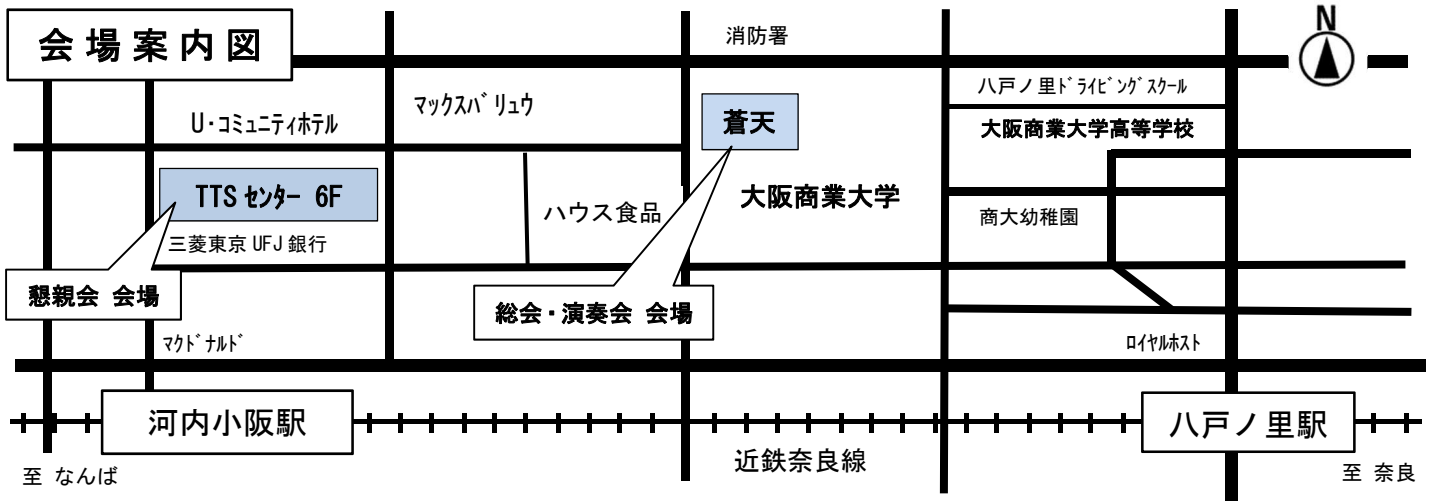 会場案内図
消防署
N
八戸ノ里ﾄﾞﾗｲﾋﾞﾝｸﾞｽｸｰﾙ
マックスバリュウ
U・コミュニティホテル
蒼天
大阪商業大学高等学校
TTS センター 6F
大阪商業大学
ハウス食品
商大幼稚園
三菱東京 UFJ 銀行
懇親会 会場
総会・演奏会 会場
ﾏｸﾄﾞﾅﾙﾄﾞ
ﾛｲﾔﾙﾎｽﾄ
河内小阪駅
八戸ノ里駅
近鉄奈良線
至 なんば
至 奈良